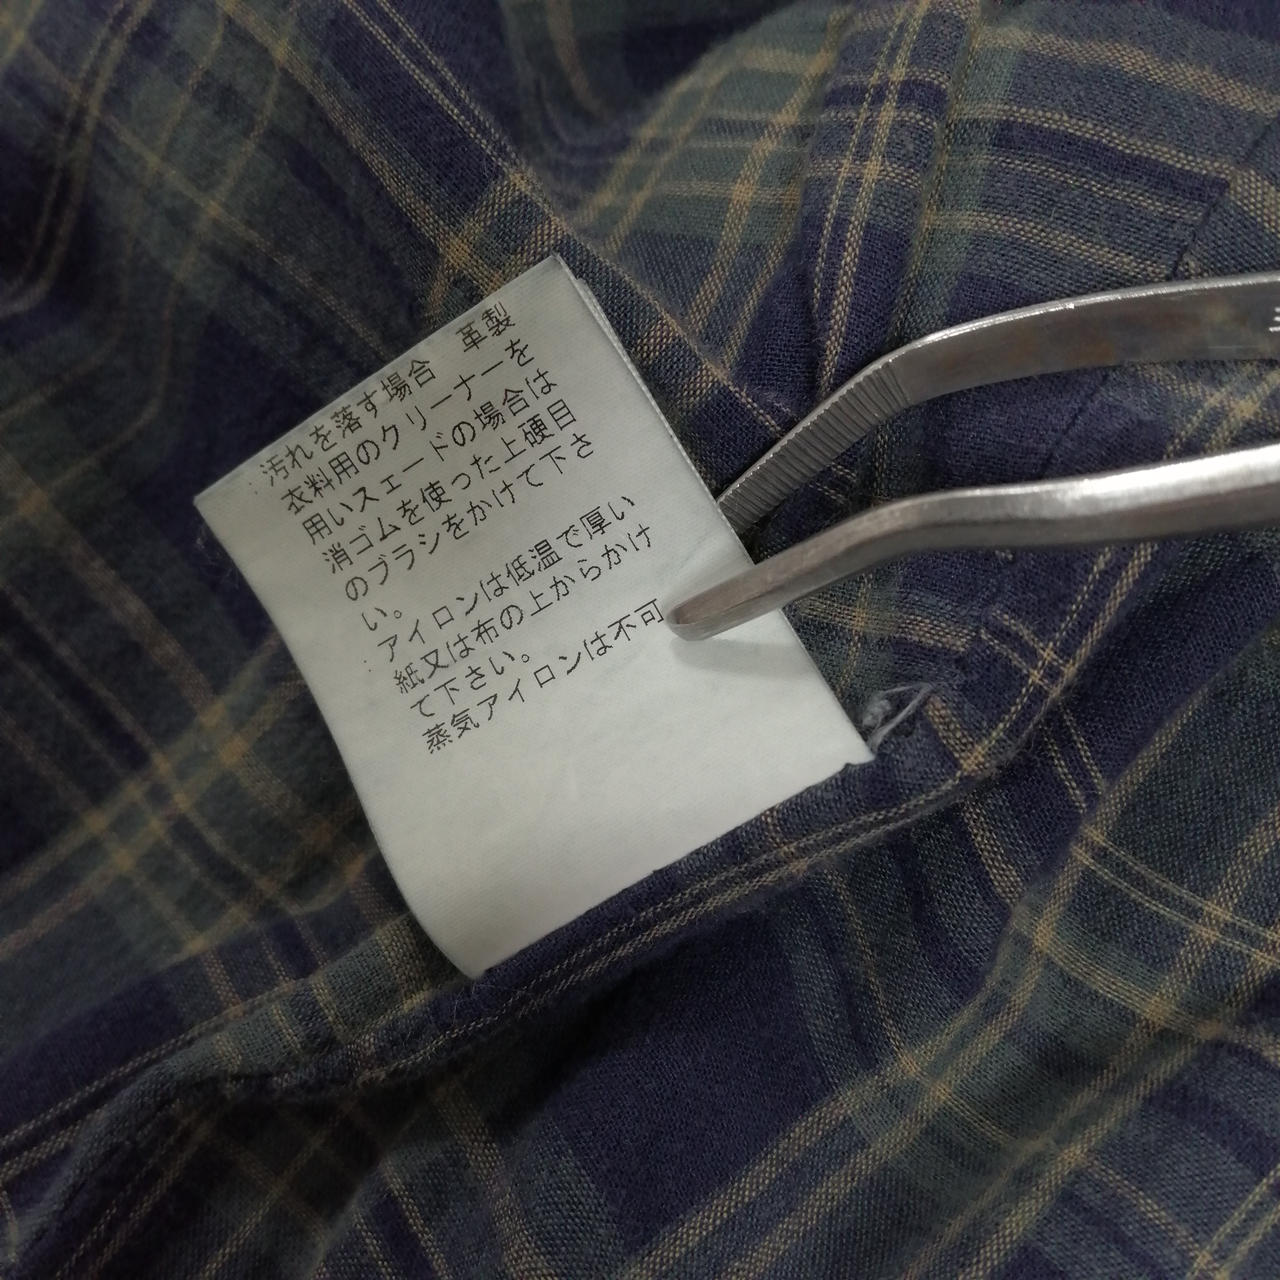 ・汚れを落す場合　革製
衣料用のクリーナーを
用いスェードの場合は
消ゴムを使った上硬目
のブラシをかけて下さ
い。
・アイロンは低温で厚い
紙又は布の上からかけ
て下さい。
蒸気アイロンは不可